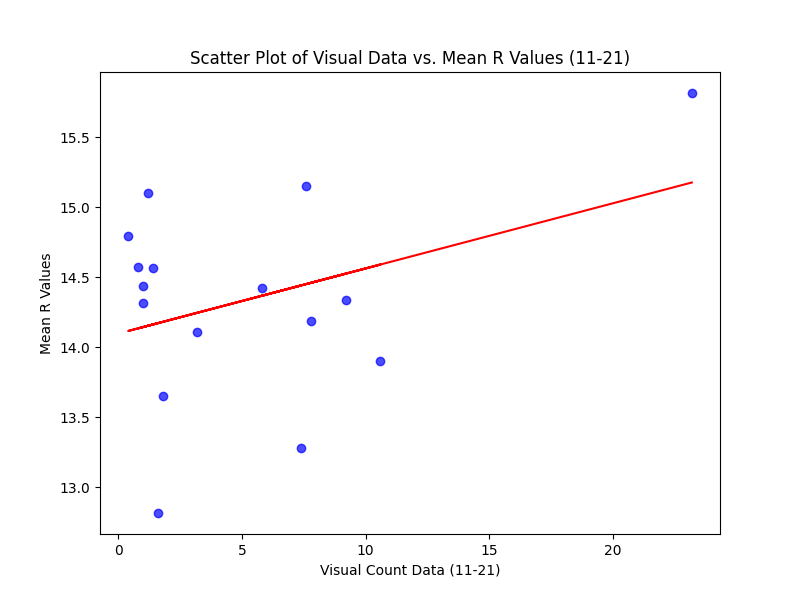 Scatter Plot of Visual Data vs. Mean R Values (11-21)
Mean R Values
15.5
15.0
14.5
14.0
13.5
13.0
0 5 10 15 20
Visual Count Data (11-21)